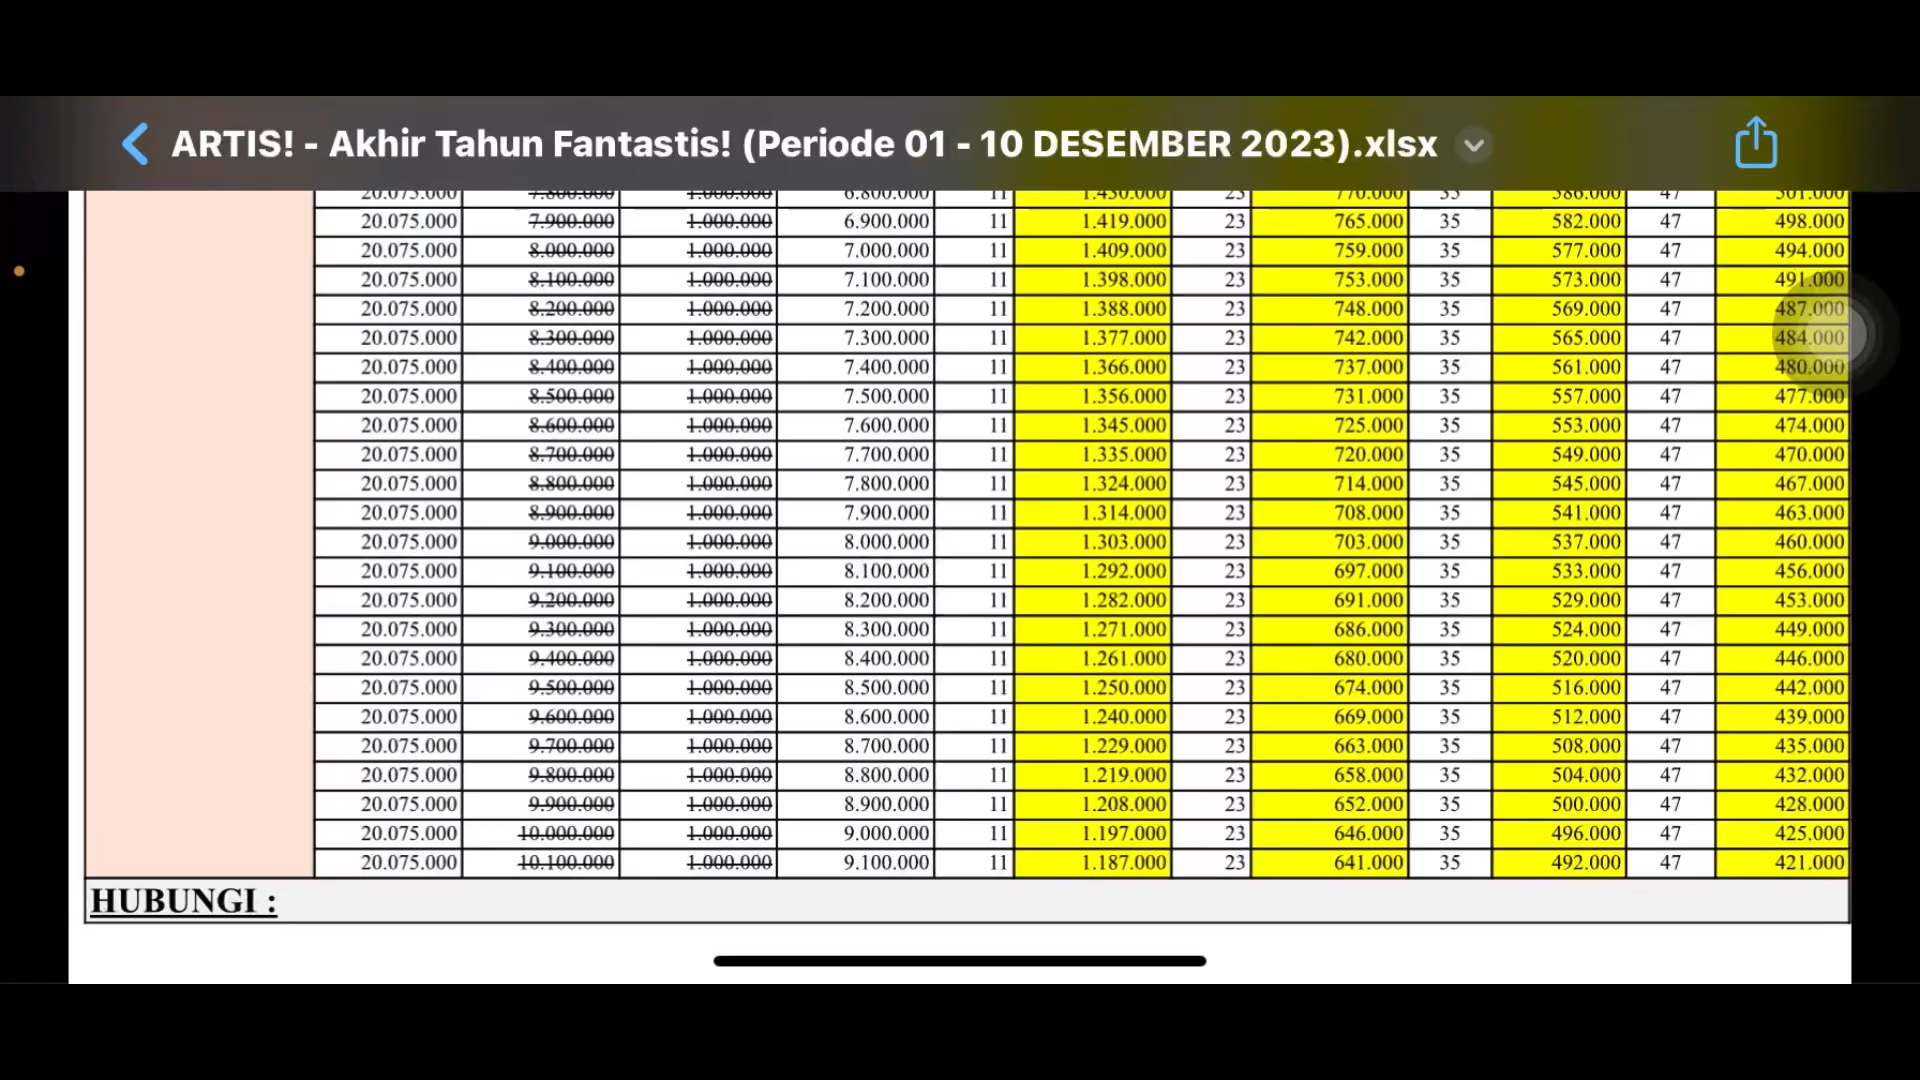 ARTIS! - Akhir Tahun Fantastis! (Periode 01 - 10 DESEMBER 2023).xlsx
20.075.000 7.800.000 1.000.000 6.800.000 11 1.430.000 23 770.000 35 586.000 47 501.000
20.075.000 7.900.000 1.000.000 6.900.000 11 1.419.000 23 765.000 35 582.000 47 498.000
20.075.000 8.000.000 1.000.000 7.000.000 11 1.409.000 23 759.000 35 577.000 47 494.000
20.075.000 8.100.000 1.000.000 7.100.000 11 1.398.000 23 753.000 35 573.000 47 491.000
20.075.000 8.200.000 1.000.000 7.200.000 11 1.388.000 23 748.000 35 569.000 47 487.000
20.075.000 8.300.000 1.000.000 7.300.000 11 1.377.000 23 742.000 35 565.000 47 484.000
20.075.000 8.400.000 1.000.000 7.400.000 11 1.366.000 23 737.000 35 561.000 47 480.000
20.075.000 8.500.000 1.000.000 7.500.000 11 1.356.000 23 731.000 35 557.000 47 477.000
20.075.000 8.600.000 1.000.000 7.600.000 11 1.345.000 23 725.000 35 553.000 47 474.000
20.075.000 8.700.000 1.000.000 7.700.000 11 1.335.000 23 720.000 35 549.000 47 470.000
20.075.000 8.800.000 1.000.000 7.800.000 11 1.324.000 23 714.000 35 545.000 47 467.000
20.075.000 8.900.000 1.000.000 7.900.000 11 1.314.000 23 708.000 35 541.000 47 463.000
20.075.000 9.000.000 1.000.000 8.000.000 11 1.303.000 23 703.000 35 537.000 47 460.000
20.075.000 9.100.000 1.000.000 8.100.000 11 1.292.000 23 697.000 35 533.000 47 456.000
20.075.000 9.200.000 1.000.000 8.200.000 11 1.282.000 23 691.000 35 529.000 47 453.000
20.075.000 9.300.000 1.000.000 8.300.000 11 1.271.000 23 686.000 35 524.000 47 449.000
20.075.000 9.400.000 1.000.000 8.400.000 11 1.261.000 23 680.000 35 520.000 47 446.000
20.075.000 9.500.000 1.000.000 8.500.000 11 1.250.000 23 674.000 35 516.000 47 442.000
20.075.000 9.600.000 1.000.000 8.600.000 11 1.240.000 23 669.000 35 512.000 47 439.000
20.075.000 9.700.000 1.000.000 8.700.000 11 1.229.000 23 663.000 35 508.000 47 435.000
20.075.000 9.800.000 1.000.000 8.800.000 11 1.219.000 23 658.000 35 504.000 47 432.000
20.075.000 9.900.000 1.000.000 8.900.000 11 1.208.000 23 652.000 35 500.000 47 428.000
20.075.000 10.000.000 1.000.000 9.000.000 11 1.197.000 23 646.000 35 496.000 47 425.000
20.075.000 10.100.000 1.000.000 9.100.000 11 1.187.000 23 641.000 35 492.000 47 421.000
HUBUNGI :